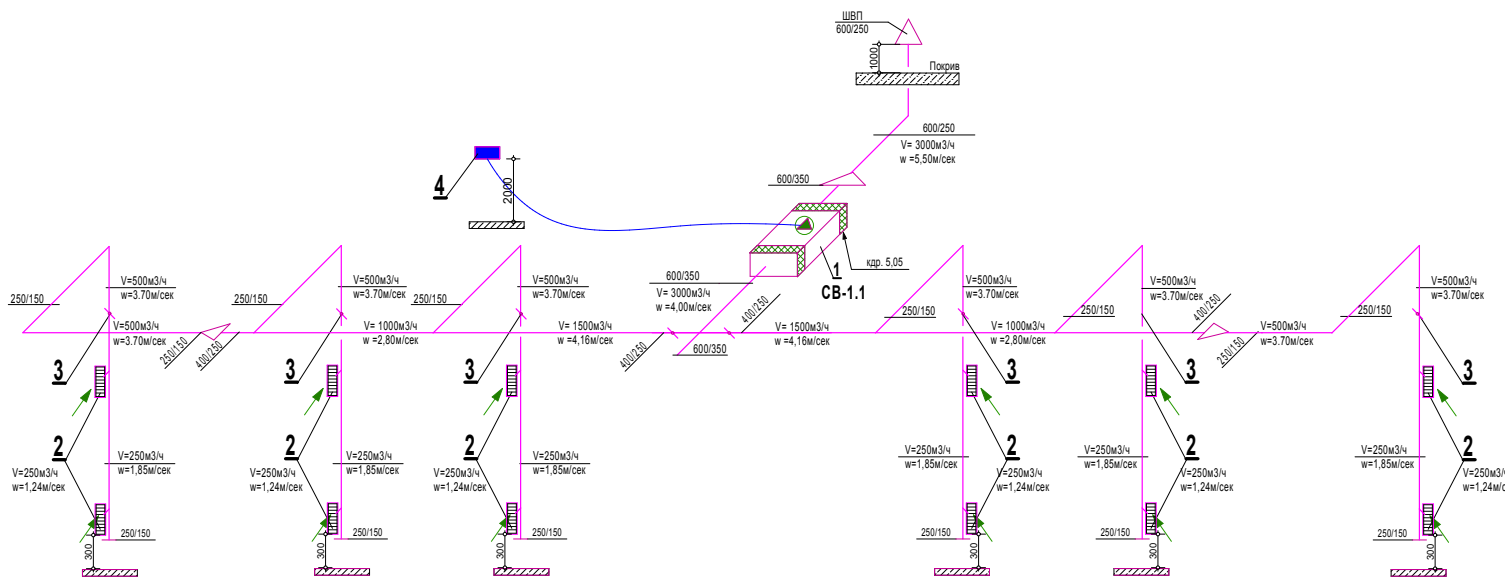 ШВП
600/250
1000
Покрив
600/250
V= 3000м3/ч
w =5,50м/сек
600/350
4
2000
кдр. 5,05
1
СВ-1.1
600/350
V= 3000м3/ч
w =4,00м/сек
400/250
600/350
400/250
V=500м3/ч
w=3.70м/сек
250/150
V=500м3/ч
w=3.70м/сек
250/150
400/250
3
V=500м3/ч
w=3.70м/сек
250/150
V= 1000м3/ч
w =2,80м/сек
3
V=500м3/ч
w=3.70м/сек
250/150
V= 1500м3/ч
w =4,16м/сек
3
V= 1500м3/ч
w =4,16м/сек
V=500м3/ч
w=3.70м/сек
250/150
V= 1000м3/ч
w =2,80м/сек
3
V=500м3/ч
w=3.70м/сек
250/150
400/250
250/150
V=500м3/ч
w=3.70м/сек
3
V=500м3/ч
w=3.70м/сек
250/150
3
2
V=250м3/ч
w=1,24м/сек
V=250м3/ч
w=1,85м/сек
250/150
300
2
V=250м3/ч
w=1,24м/сек
V=250м3/ч
w=1,85м/сек
250/150
300
2
V=250м3/ч
w=1,24м/сек
V=250м3/ч
w=1,85м/сек
250/150
300
V=250м3/ч
w=1,85м/сек
2
V=250м3/ч
w=1,24м/сек
250/150
300
V=250м3/ч
w=1,85м/сек
2
V=250м3/ч
w=1,24м/сек
250/150
300
V=250м3/ч
w=1,85м/сек
2
V=250м3/ч
w=1,24м/сек
250/150
300